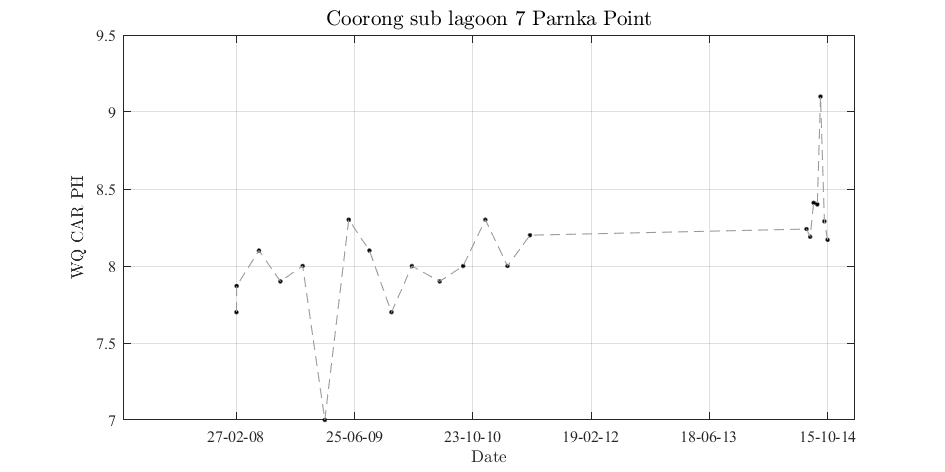 Coorong sub lagoon 7 Parnka Point
9.5
9
8.5
8
7.5
7
WQ CAR PH
27-02-08 25-06-09 23-10-10 19-02-12 18-06-13 15-10-14
Date